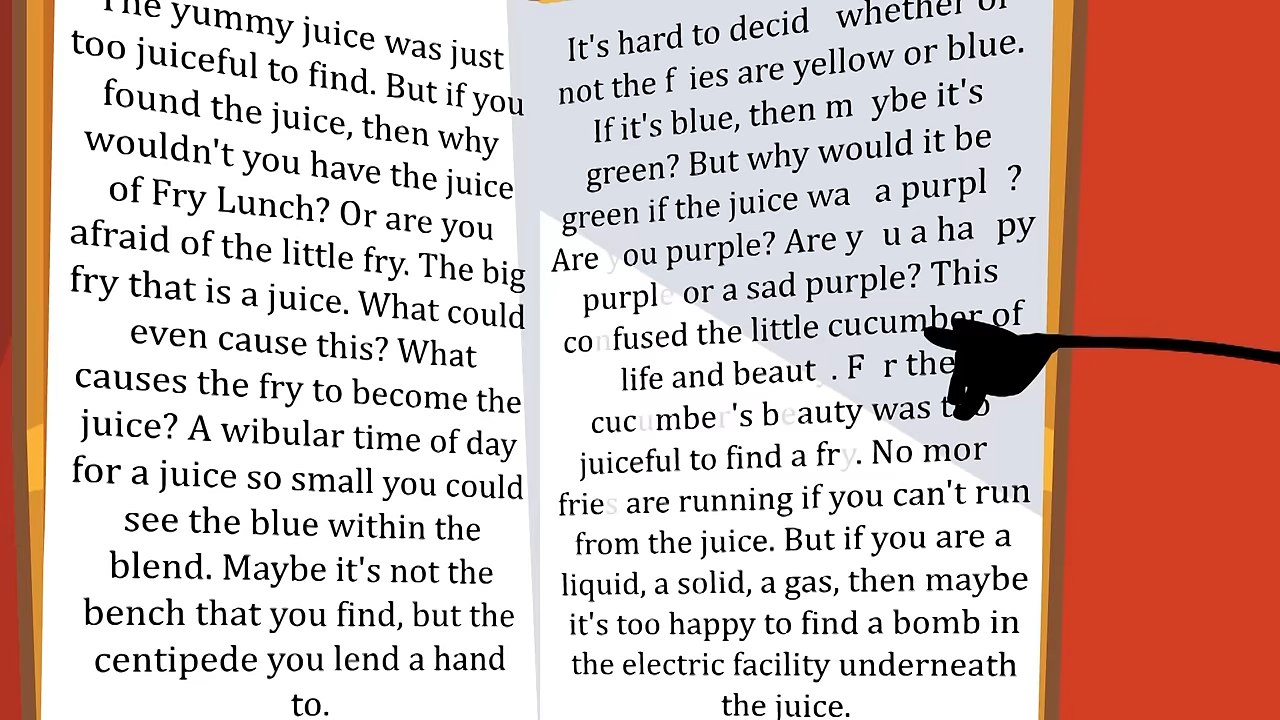 The yummy juice was just
too juiceful to find. But if you
found the juice, then why
wouldn't you have the juice
of Fry Lunch? Or are you
afraid of the little fry. The big
fry that is a juice. What could
even cause this? What
causes the fry to become the
juice? A wibular time of day
for a juice so small you could
see the blue within the
blend. Maybe it's not the
bench that you find, but the
centipede you lend a hand
to.
It's hard to decid whether or
not the f ies are yellow or blue.
If it's blue, then m ybe it's
green? But why would it be
green if the juice wa a purpl ?
Are you purple? Are y u a ha py
purple or a sad purple? This
confused the little cucumber of
life and beaut . F r the
cucumber's beauty was too
juiceful to find a fry. No mor
fries are running if you can't run
from the juice. But if you are a
liquid, a solid, a gas, then maybe
it's too happy to find a bomb in
the electric facility underneath
the juice.